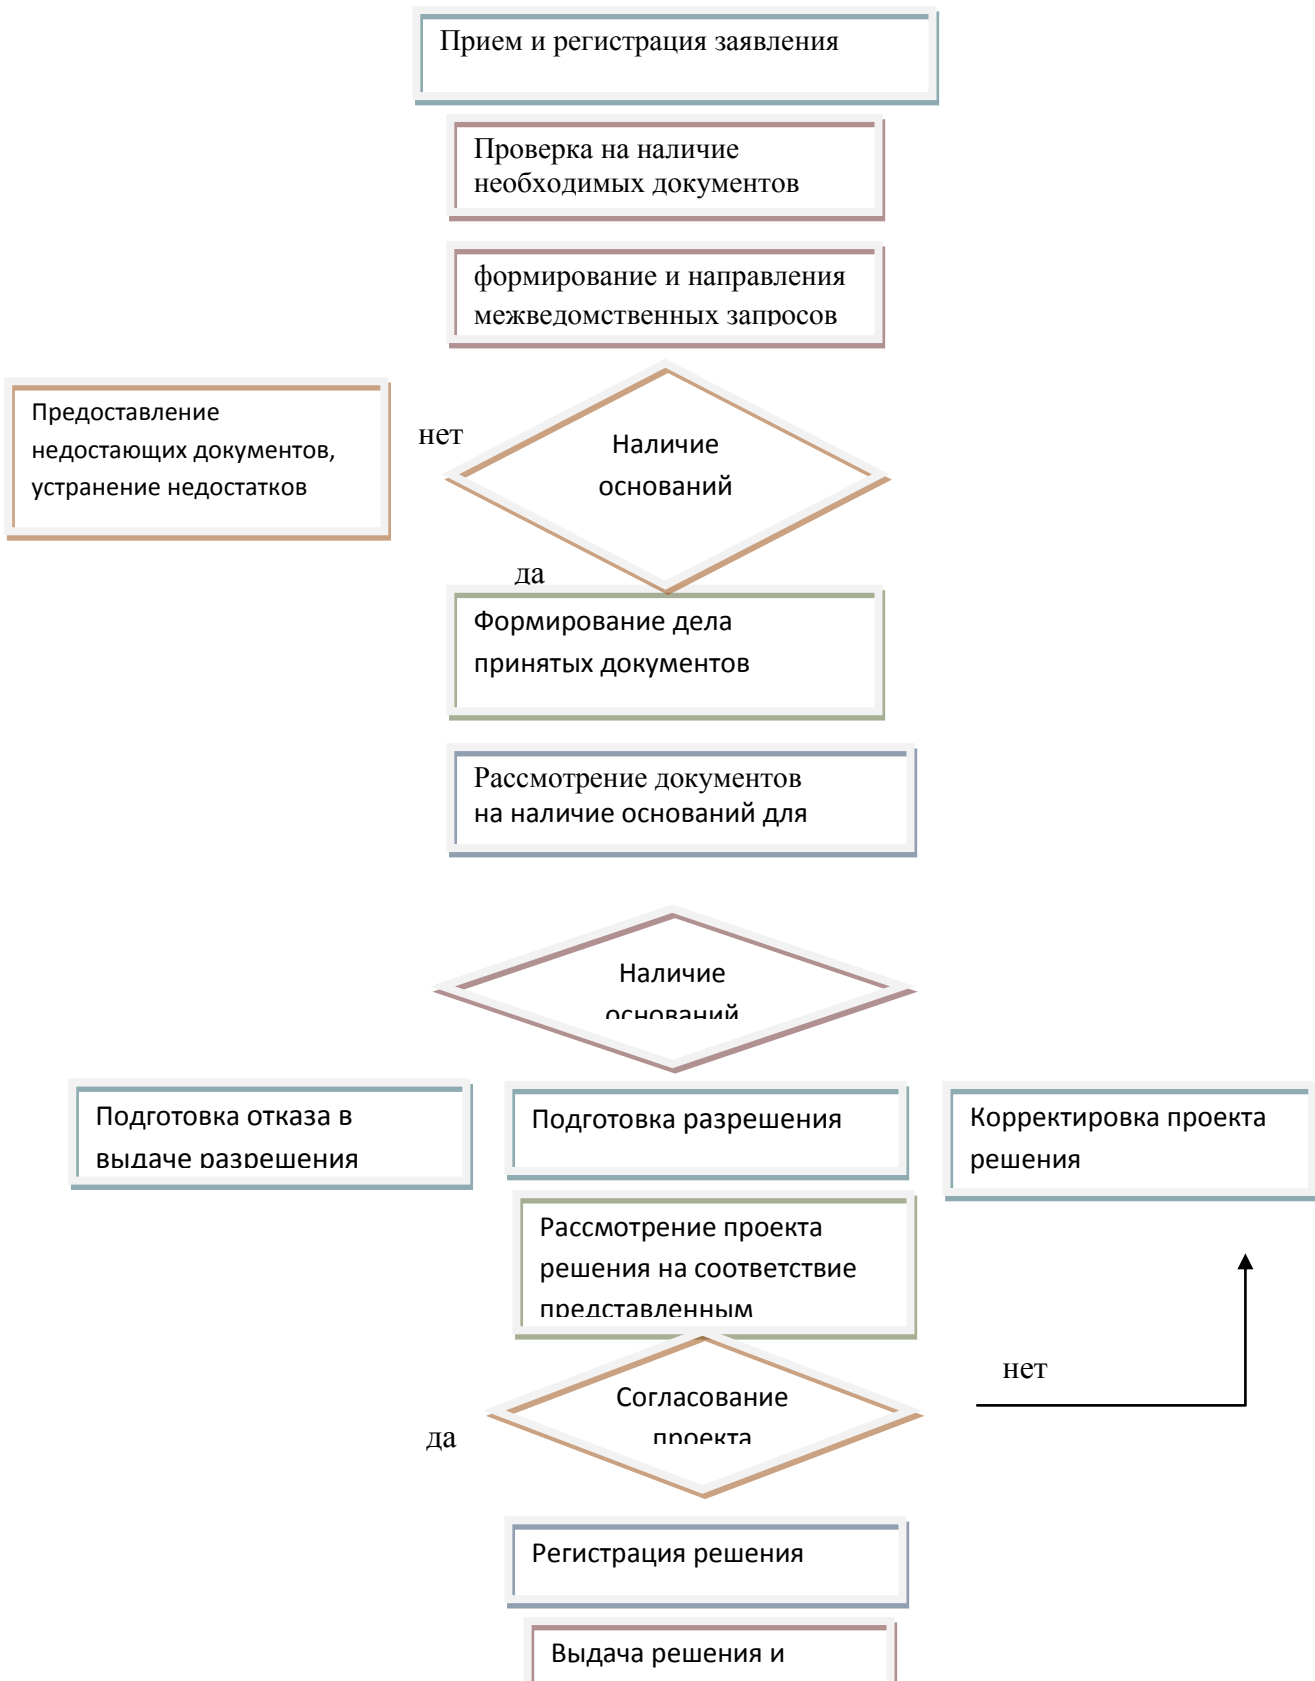 Прием и регистрация заявления
Проверка на наличие
необходимых документов
формирование и направления
межведомственных запросов
Предоставление
недостающих документов,
устранение недостатков
нет
Наличие
оснований
да
Формирование дела
принятых документов
Рассмотрение документов
на наличие оснований для
Наличие
оснований
Подготовка отказа в
выдаче разрешения
Подготовка разрешения
Корректировка проекта
решения
Рассмотрение проекта
решения на соответствие
представленным
нет
Согласование
проекта
да
Регистрация решения
Выдача решения и